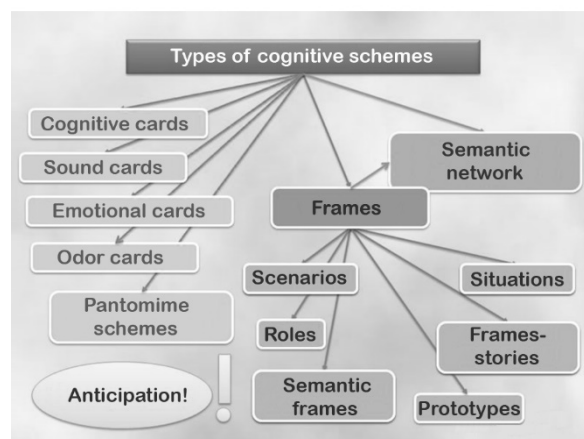 Types of cognitive schemes
Cognitive cards
Sound cards
Emotional cards
Odor cards
Pantomime
schemes
Anticipation!
!
Semantic
network
Frames
Scenarios
Situations
Roles
Frames-
stories
Semantic
frames
Prototypes